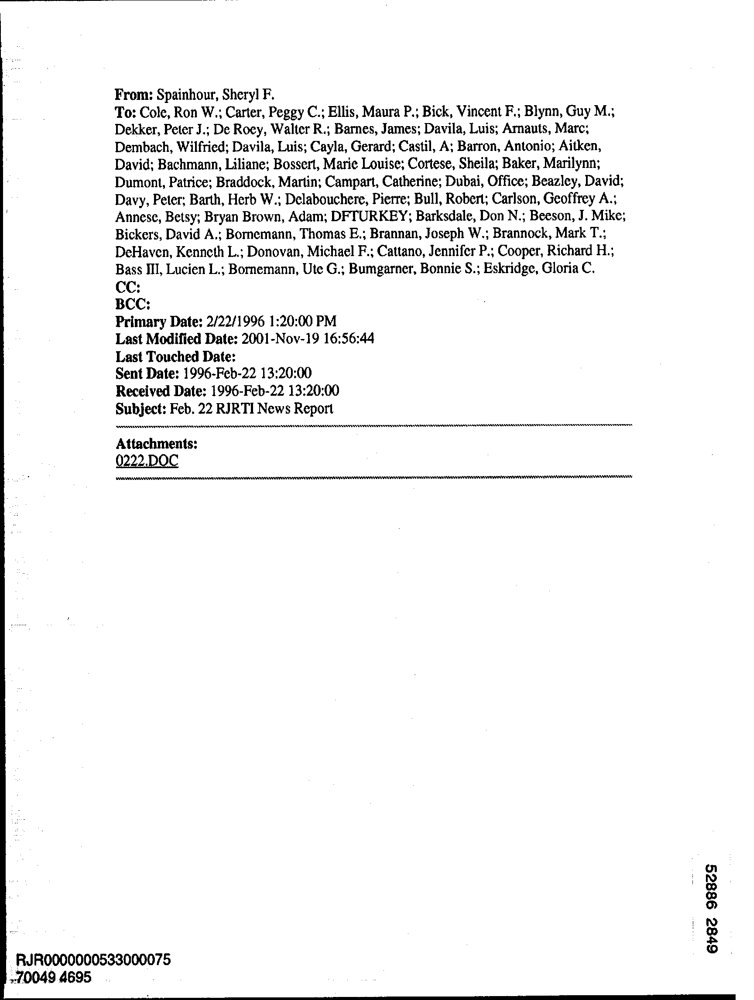 From: Spainhour, Sheryl F.
To: Cole, Ron W.; Carter, Peggy C.; Ellis, Maura P.; Bick, Vincent F.; Blynn, Guy M.;
Dekker, Peter J.; De Roey, Walter R.; Barnes, James; Davila, Luis; Arnauts, Marc;
Dembach, Wilfried; Davila, Luis; Cayla, Gerard; Castil, A; Barron, Antonio; Aitken,
David; Bachmann, Liliane; Bossert, Marie Louise; Cortese, Sheila; Baker, Marilynn;
Dumont, Patrice; Braddock, Martin; Campart, Catherine; Dubai, Office; Beazley, David;
Davy, Peter; Barth, Herb W.; Delabouchere, Pierre; Bull, Robert; Carlson, Geoffrey A.;
Annese, Betsy; Bryan Brown, Adam; DFTURKEY; Barksdale, Don N.; Beeson, J. Mike;
Bickers, David A.; Bornemann, Thomas E.; Brannan, Joseph W.; Brannock, Mark T.;
DeHaven, Kenneth L.; Donovan, Michael F.; Cattano, Jennifer P.; Cooper, Richard H.;
Bass III, Lucien L.; Bornemann, Ute G.; Bumgarner, Bonnie S.; Eskridge, Gloria C.
CC:
BCC:
Primary Date: 2/22/1996 1:20:00 PM
Last Modified Date: 2001-Nov-19 16:56:44
Last Touched Date:
Sent Date: 1996-Feb-22 13:20:00
Received Date: 1996-Feb-22 13:20:00
Subject: Feb. 22 RJRTI News Report
Attachments:
0222.DOC
52886 2849
RJR0000000533000075
70049 4695